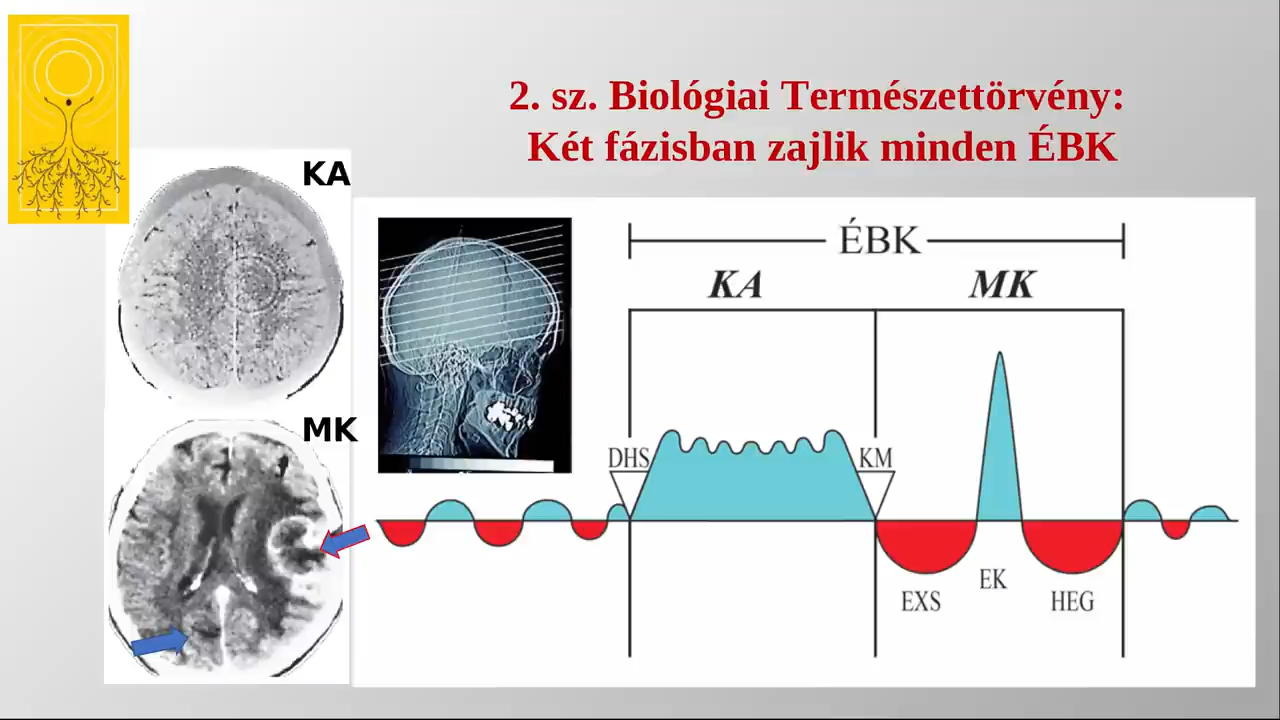 2. sz. Biológiai Természettörvény:
Két fázisban zajlik minden ÉBK
KA
MK
ÉBK
KA
MK
DHS
KM
EXS
EK
HEG